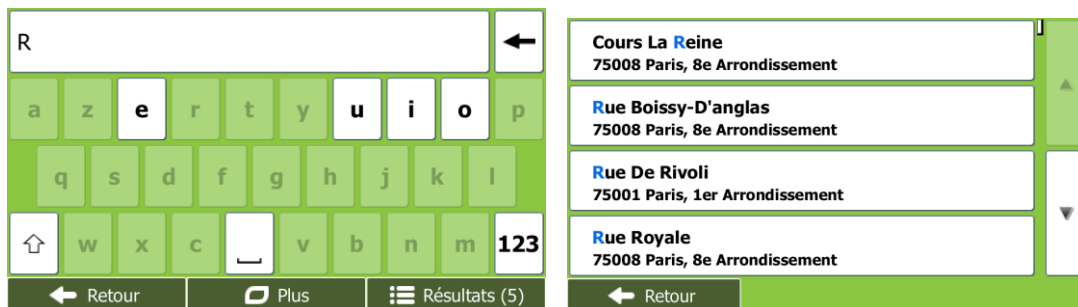 R
a z e r t y u i o p
q s d f g h j k l
w x c v b n m 123
Retour Plus Résultats (5)
Cours La Reine
75008 Paris, 8e Arrondissement
Rue Boissy-D'anglas
75008 Paris, 8e Arrondissement
Rue De Rivoli
75001 Paris, 1er Arrondissement
Rue Royale
75008 Paris, 8e Arrondissement
Retour